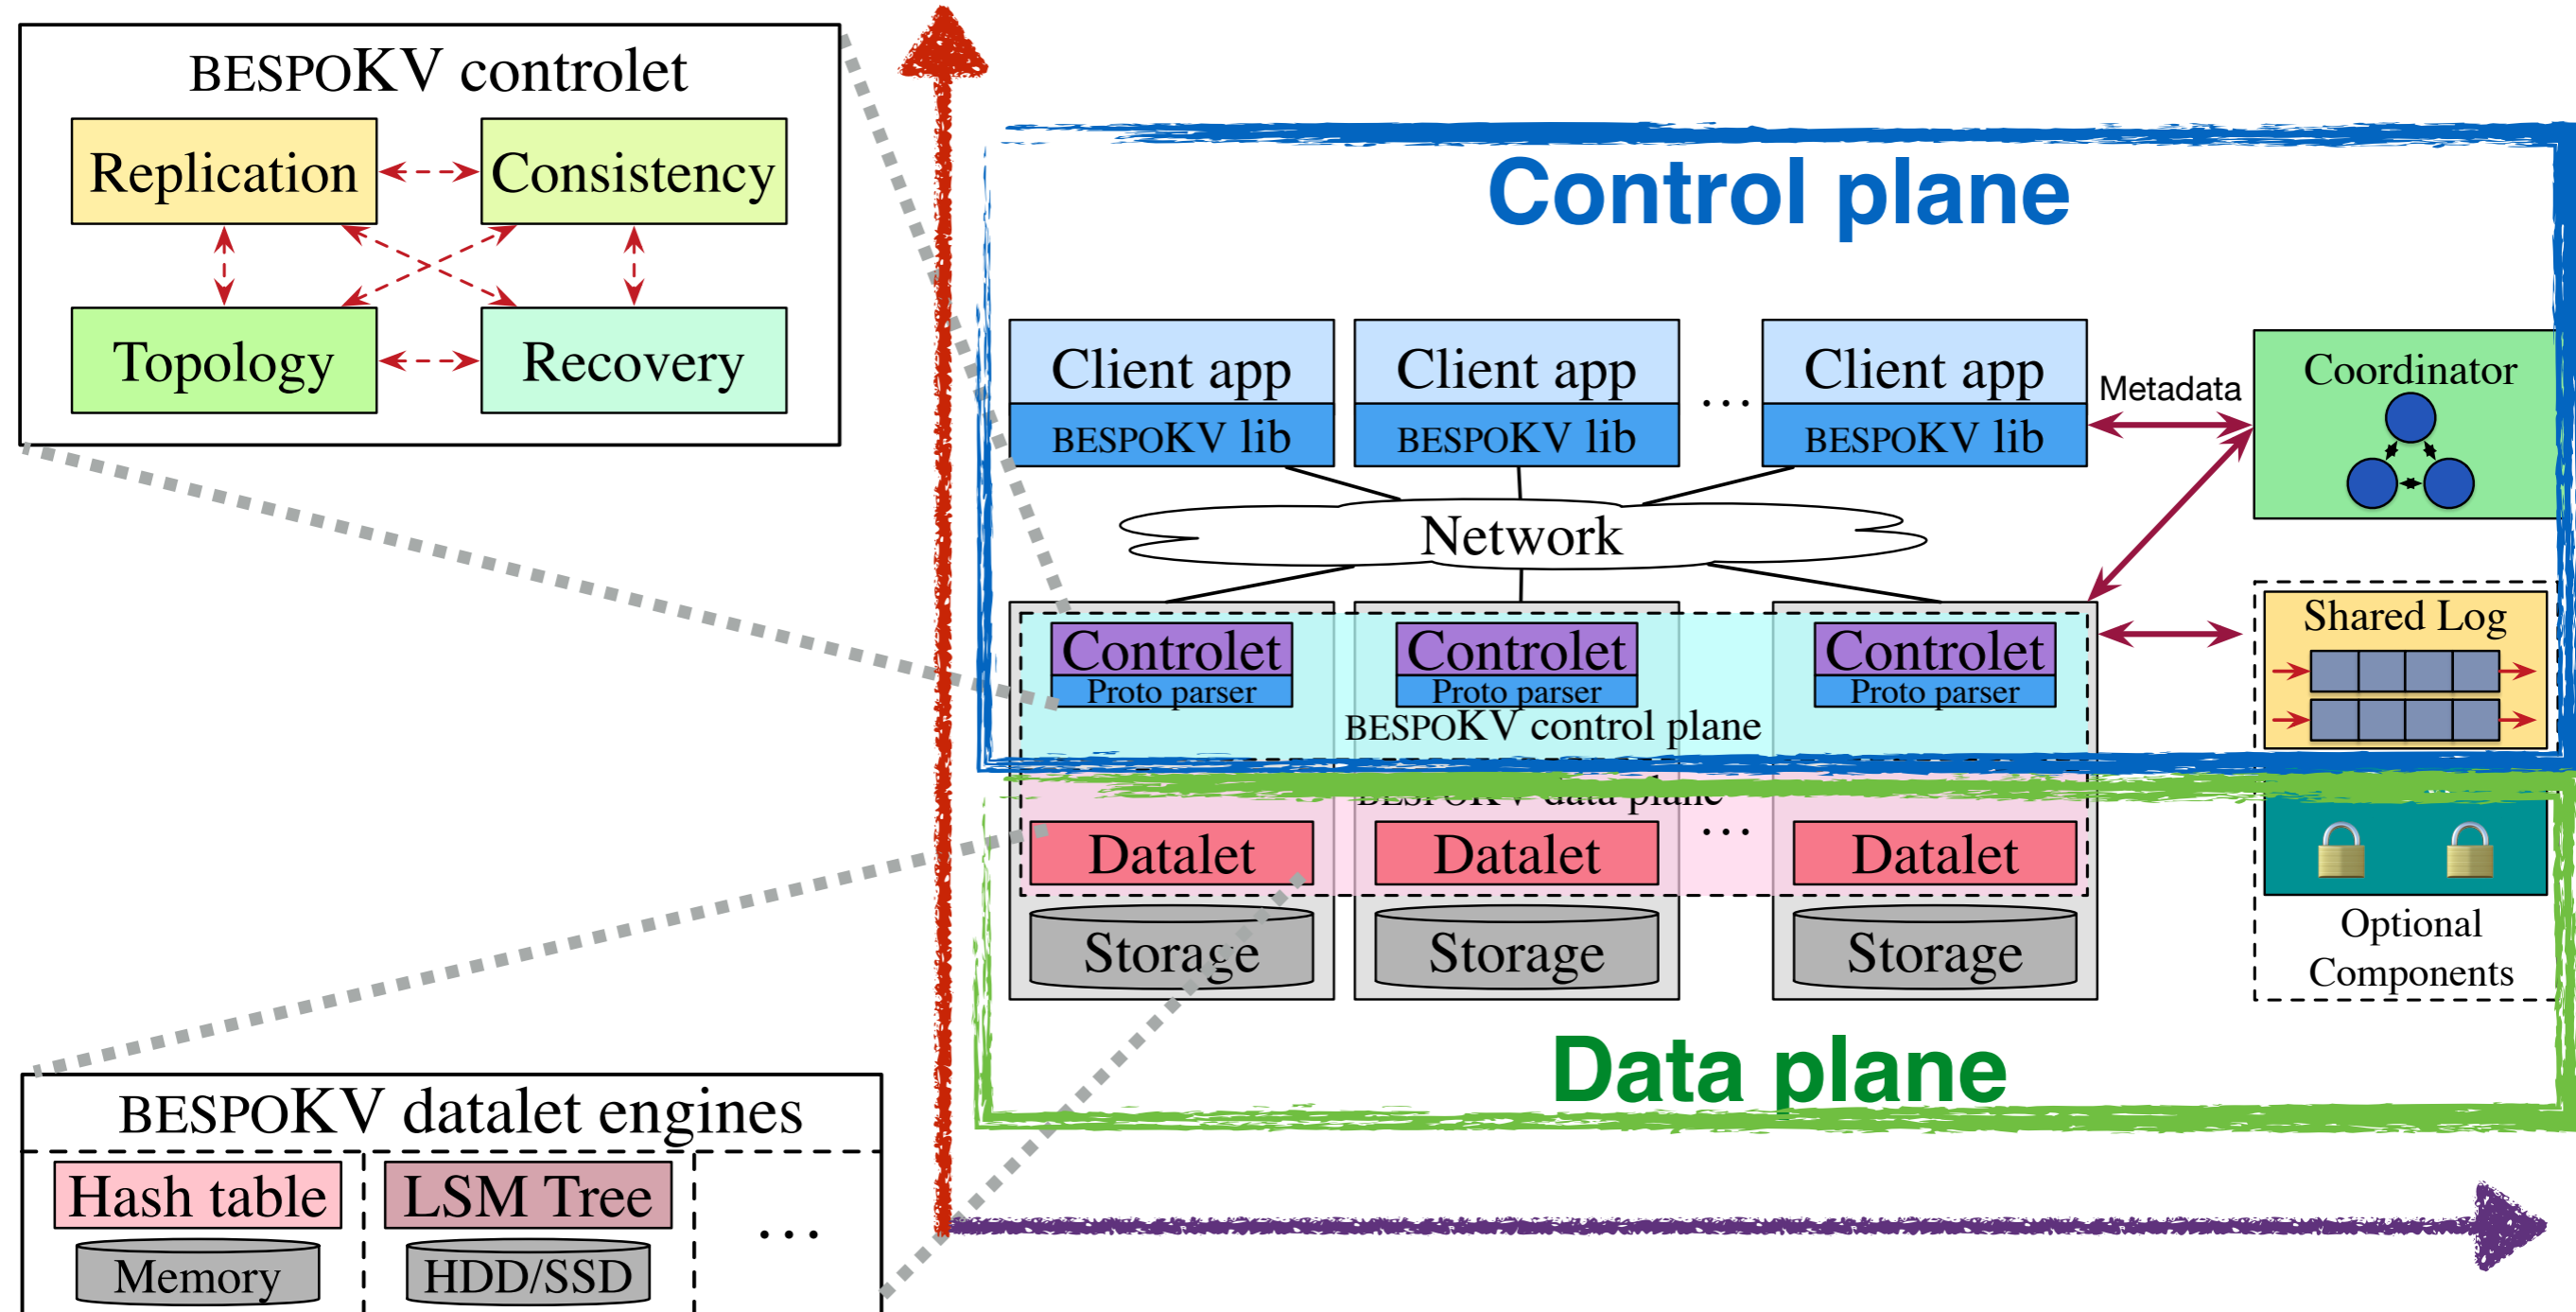 BESPOKV controlet
Replication
Consistency
Topology
Recovery
Control plane
Client app
Client app
...
Client app
BESPOKV lib
BESPOKV lib
BESPOKV lib
Metadata
Coordinator
Network
Controlet
Controlet
Controlet
Proto parser
Proto parser
Proto parser
BESPOKV control plane
Shared Log
BESPOKV data plane
Datalet
Datalet
...
Datalet
Storage
Storage
Storage
Optional
Components
Data plane
BESPOKV datalet engines
Hash table
LSM Tree
...
Memory
HDD/SSD